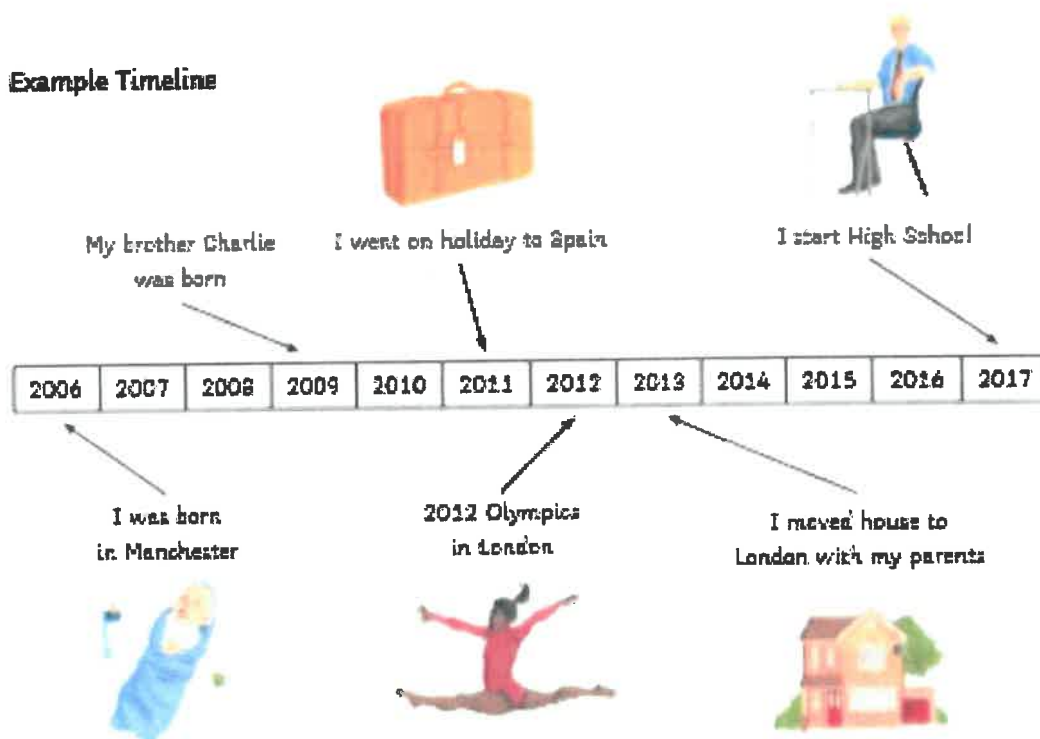 Example Timeline
My brother Charlie
was born
I went on holiday to Spain
I start High School
2006 2007 2008 2009 2010 2011 2012 2013 2014 2015 2016 2017
I was born
in Manchester
2012 Olympics
in London
I moved house to
London with my parents